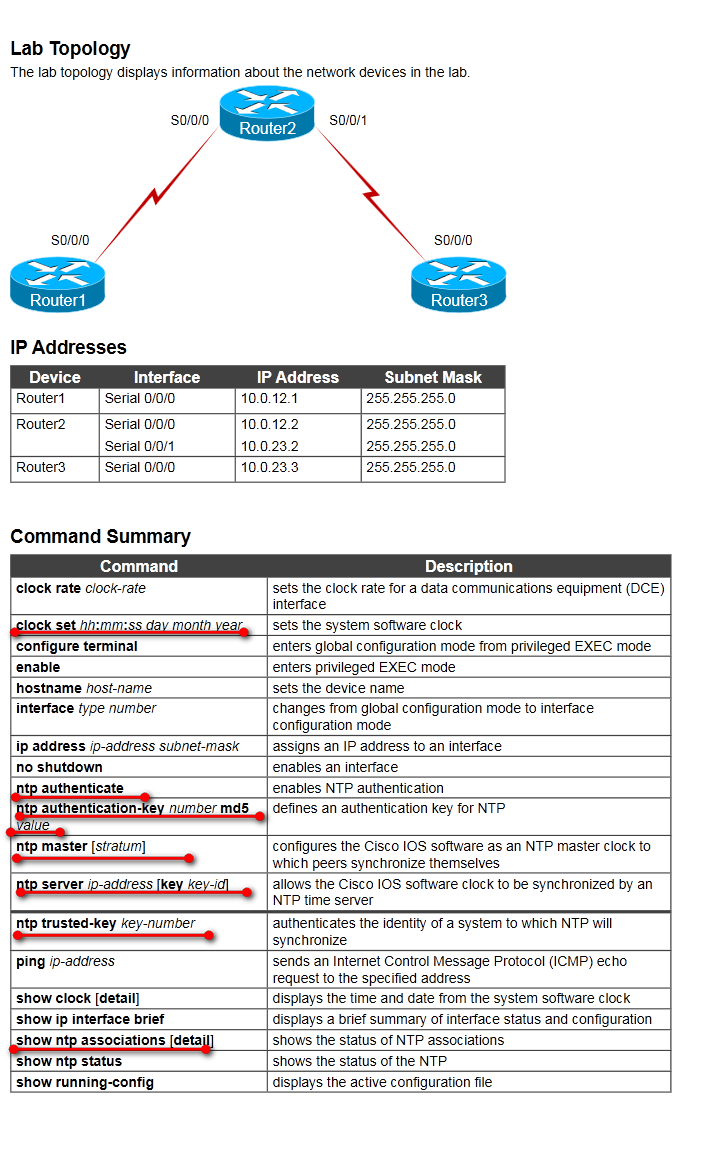 Lab Topology
The lab topology displays information about the network devices in the lab.
S0/0/0
Router2
S0/0/1
S0/0/0
S0/0/0
Router1
Router3
IP Addresses
Device Interface IP Address Subnet Mask
Router1 Serial 0/0/0 10.0.12.1 255.255.255.0
Router2 Serial 0/0/0 10.0.12.2 255.255.255.0
Serial 0/0/1 10.0.23.2 255.255.255.0
Router3 Serial 0/0/0 10.0.23.3 255.255.255.0
Command Summary
Command Description
clock rate clock-rate sets the clock rate for a data communications equipment (DCE)
interface
clock set hh:mm:ss day month year sets the system software clock
configure terminal enters global configuration mode from privileged EXEC mode
enable enters privileged EXEC mode
hostname host-name sets the device name
interface type number changes from global configuration mode to interface
configuration mode
ip address ip-address subnet-mask assigns an IP address to an interface
no shutdown enables an interface
ntp authenticate enables NTP authentication
ntp authentication-key number md5 defines an authentication key for NTP
value
ntp master [stratum] configures the Cisco IOS software as an NTP master clock to
which peers synchronize themselves
ntp server ip-address [key key-id] allows the Cisco IOS software clock to be synchronized by an
NTP time server
ntp trusted-key key-number authenticates the identity of a system to which NTP will
synchronize
ping ip-address sends an Internet Control Message Protocol (ICMP) echo
request to the specified address
show clock [detail] displays the time and date from the system software clock
show ip interface brief displays a brief summary of interface status and configuration
show ntp associations [detail] shows the status of NTP associations
show ntp status shows the status of the NTP
show running-config displays the active configuration file